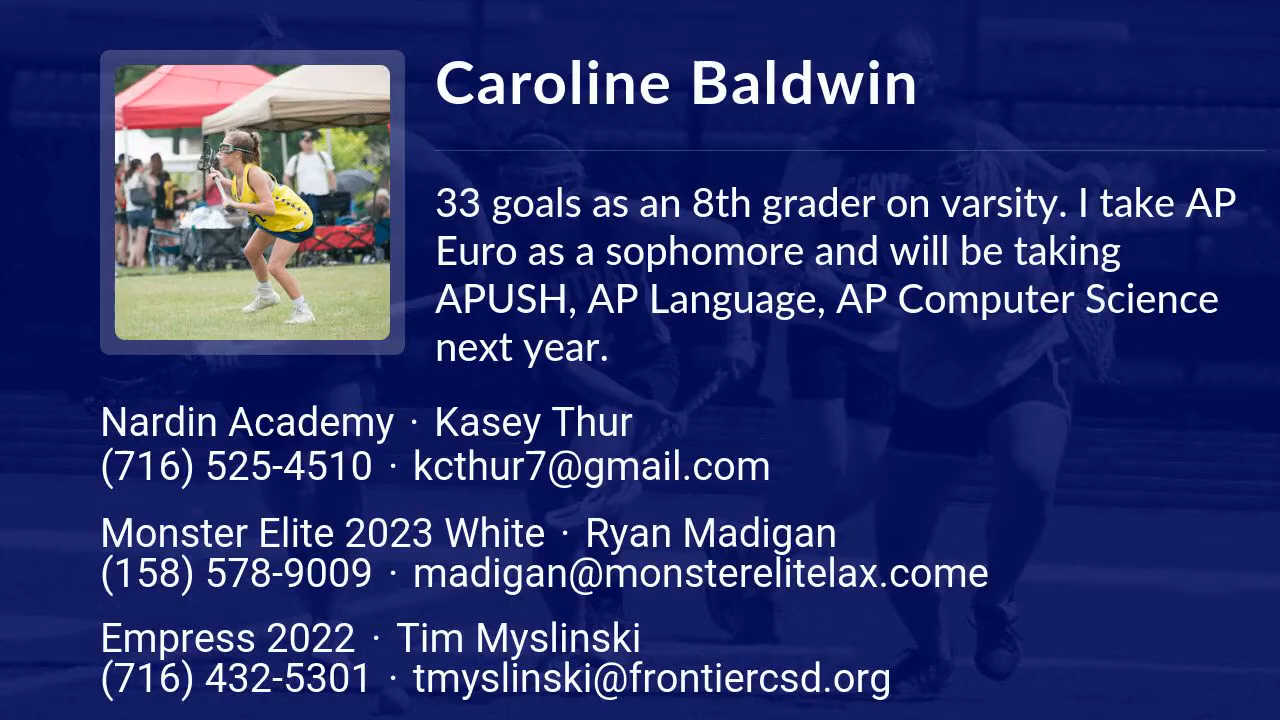 Caroline Baldwin
33 goals as an 8th grader on varsity. I take AP
Euro as a sophomore and will be taking
APUSH, AP Language, AP Computer Science
next year.
Nardin Academy · Kasey Thur
(716) 525-4510 · kcthur7@gmail.com
Monster Elite 2023 White · Ryan Madigan
(158) 578-9009 · madigan@monsterelitelax.come
Empress 2022 · Tim Myslinski
(716) 432-5301 · tmyslinski@frontiercsd.org